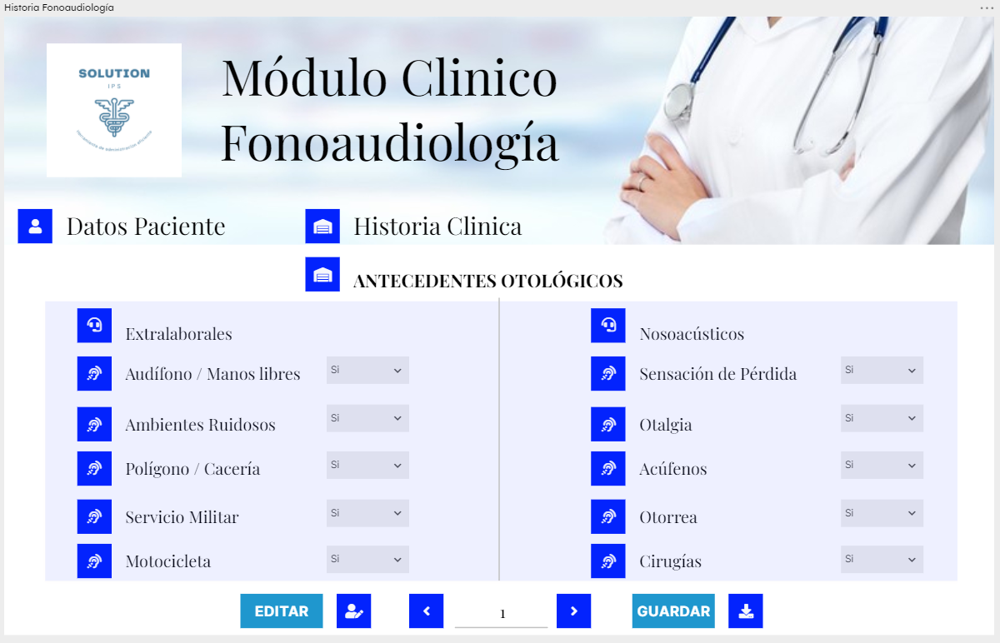 Historia Fonoaudiología
SOLUTION
IPS
Módulo Clinico
Fonoaudiología
Datos Paciente
Historia Clinica
ANTECEDENTES OTOLÓGICOS
Extralaborales
Nosoacústicos
Audífono / Manos libres
Si
Sensación de Pérdida
Si
Ambientes Ruidosos
Si
Otalgia
Si
Polígono / Cacería
Si
Acúfenos
Si
Servicio Militar
Si
Otorrea
Si
Motocicleta
Si
Cirugías
Si
EDITAR
1
GUARDAR